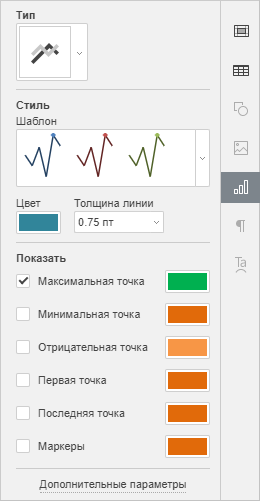 Тип
Стиль
Шаблон
Цвет Толщина линии
0.75 пт
Показать
Максимальная точка
Минимальная точка
Отрицательная точка
Первая точка
Последняя точка
Маркеры
Дополнительные параметры
¶
Ta